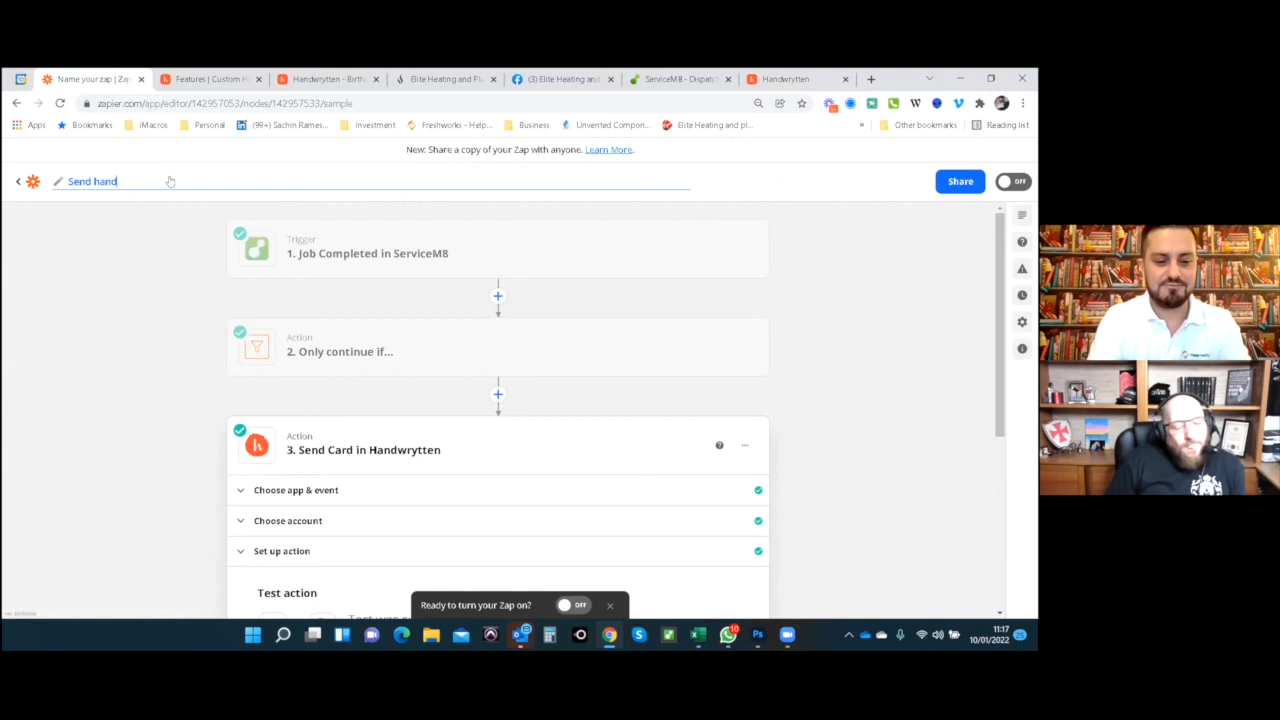 Name your zap | Zap
Features | Custom H
Handwrytten - Birth
Elite Heating and Plu
(3) Elite Heating and
ServiceM8 - Dispatc
Handwrytten
zapier.com/app/editor/142957053/nodes/142957533/sample
Apps
Bookmarks
iMacros
Personal
(99+) Sachin Rames...
Investment
Freshworks - Help...
Business
Unvented Compon...
Elite Heating and pl...
»
Other bookmarks
Reading list
New: Share a copy of your Zap with anyone. Learn More.
Send hand
Share
OFF
Trigger
1. Job Completed in ServiceM8
Action
2. Only continue if...
Action
3. Send Card in Handwrytten
Choose app & event
Choose account
Set up action
Test action
Ready to turn your Zap on?
OFF
10
11:17
10/01/2022
25